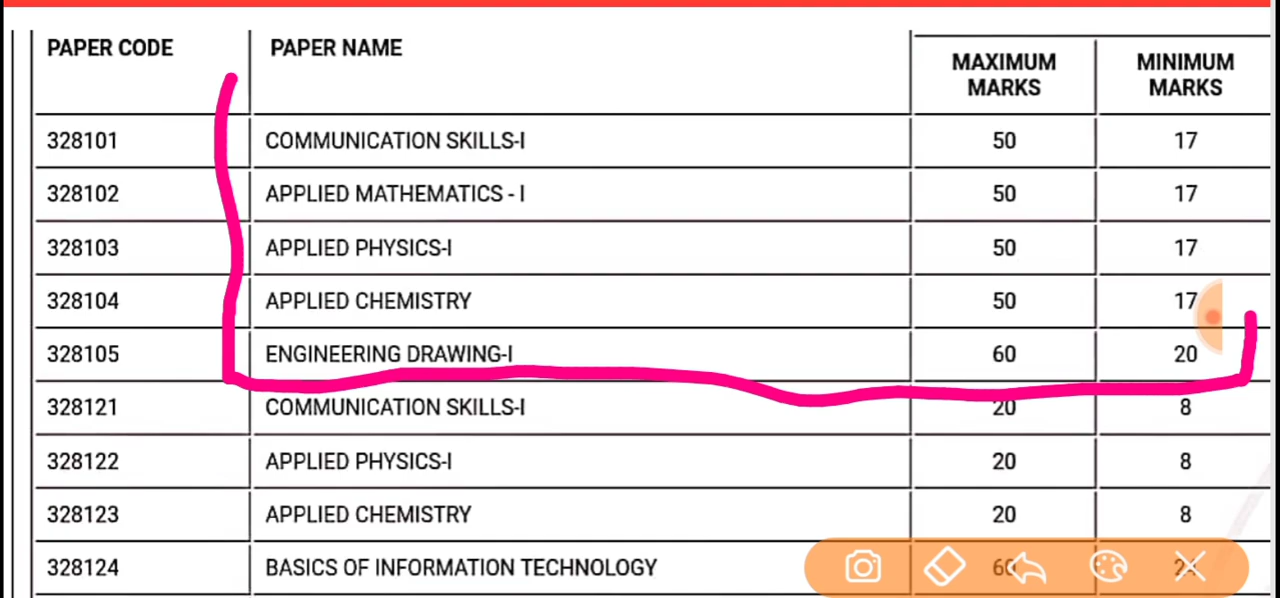 PAPER CODE PAPER NAME MAXIMUM MARKS MINIMUM MARKS
328101 COMMUNICATION SKILLS-I 50 17
328102 APPLIED MATHEMATICS - I 50 17
328103 APPLIED PHYSICS-I 50 17
328104 APPLIED CHEMISTRY 50 17
328105 ENGINEERING DRAWING-I 60 20
328121 COMMUNICATION SKILLS-I 20 8
328122 APPLIED PHYSICS-I 20 8
328123 APPLIED CHEMISTRY 20 8
328124 BASICS OF INFORMATION TECHNOLOGY 60